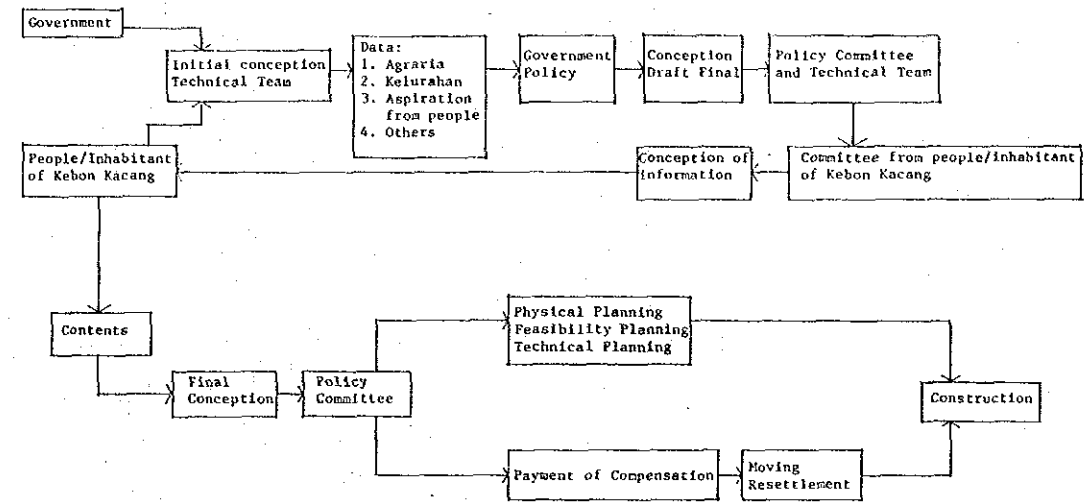 Government
Initial conception
Technical Team
Data:
1. Agraria
2. Kelurahan
3. Aspiration
from people
4. Others
Government
Policy
Conception
Draft Final
Policy Committee
and Technical Team
People/Inhabitant
of Kebon Kacang
Conception of
Information
Committee from people/inhabitant
of Kebon Kacang
Contents
Final
Conception
Policy
Committee
Physical Planning
Feasibility Planning
Technical Planning
Construction
Payment of Compensation
Moving
Resettlement